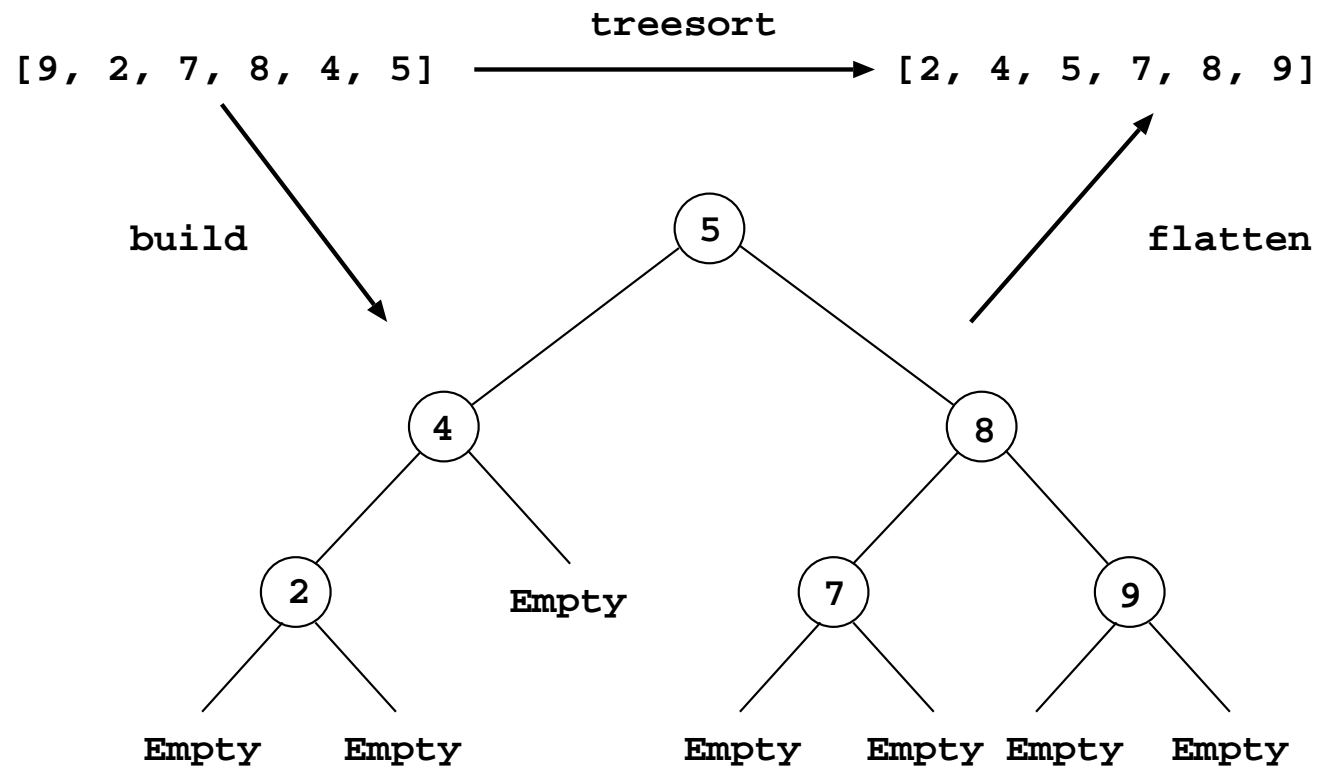 treesort
[9, 2, 7, 8, 4, 5]
[2, 4, 5, 7, 8, 9]
build
5
flatten
4
8
2
Empty
7
9
Empty
Empty
Empty
Empty
Empty
Empty